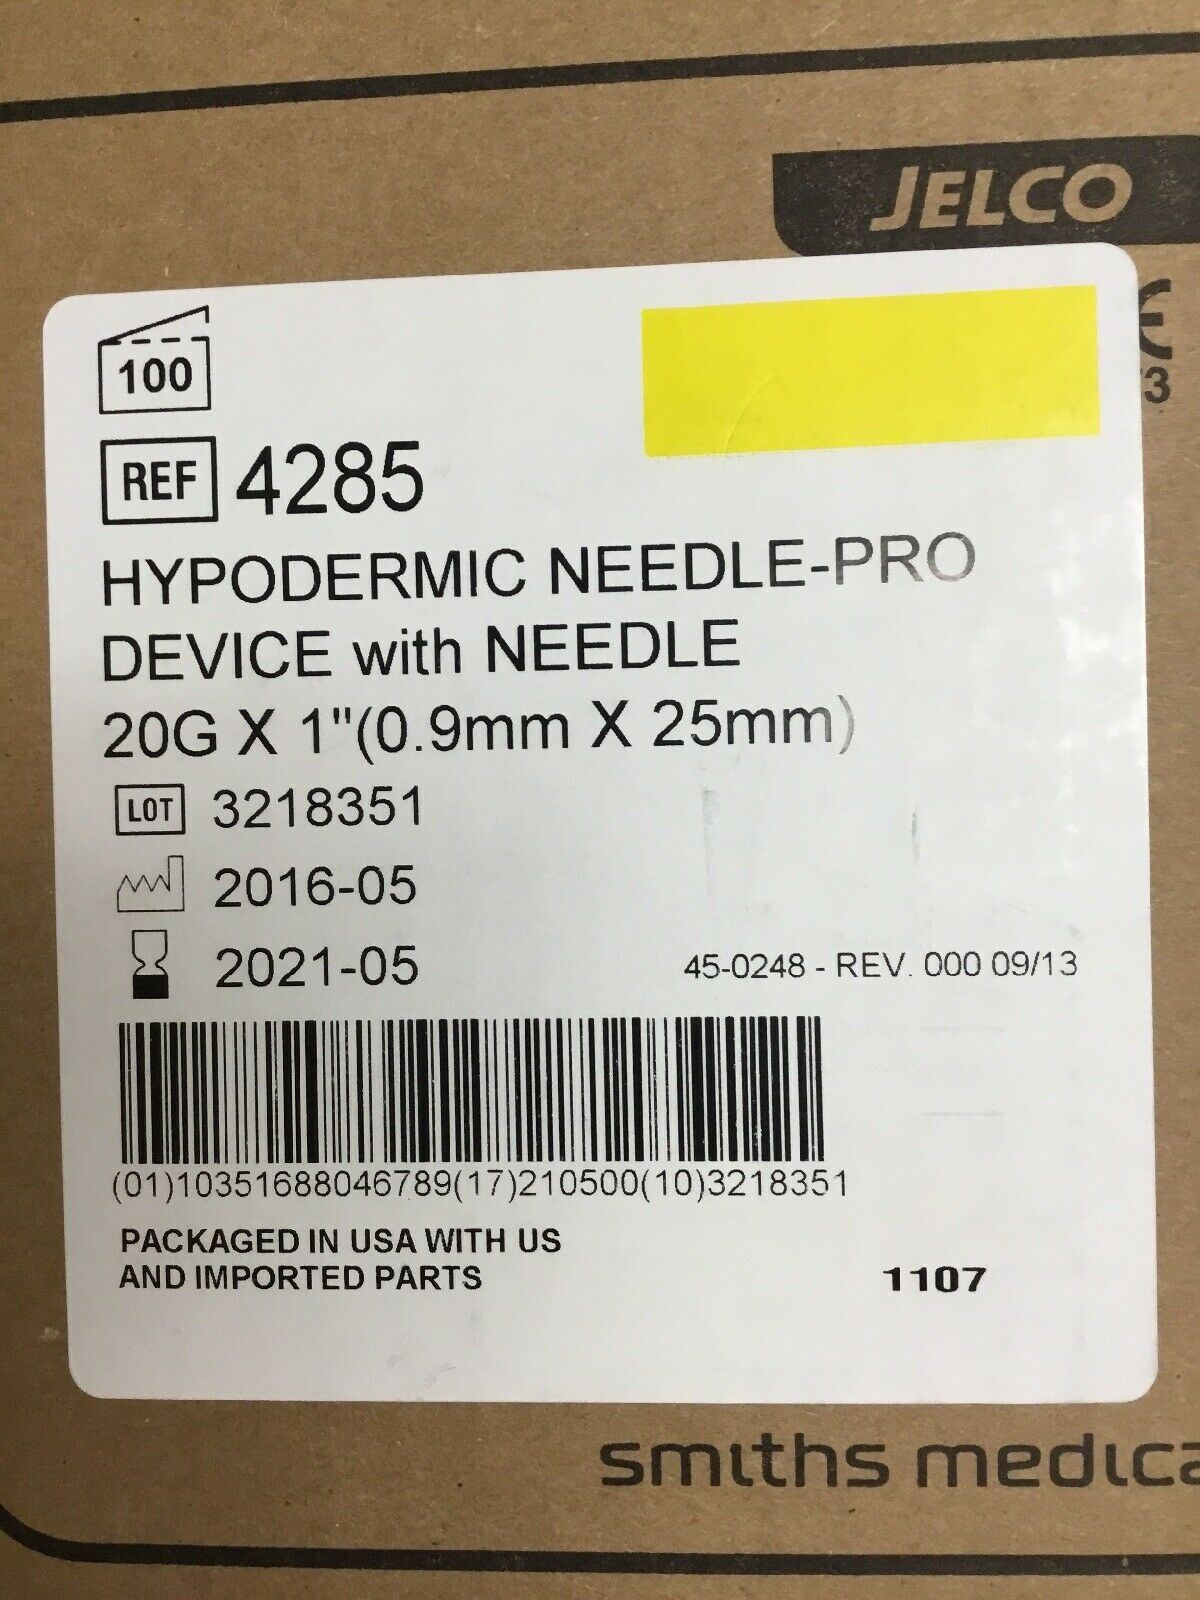 JELCO
100
REF 4285
HYPODERMIC NEEDLE-PRO
DEVICE with NEEDLE
20G X 1"(0.9mm X 25mm)
LOT 3218351
2016-05
2021-05
45-0248 - REV. 000 09/13
(01)10351688046789(17)210500(10)3218351
PACKAGED IN USA WITH US
AND IMPORTED PARTS
1107
smiths medica